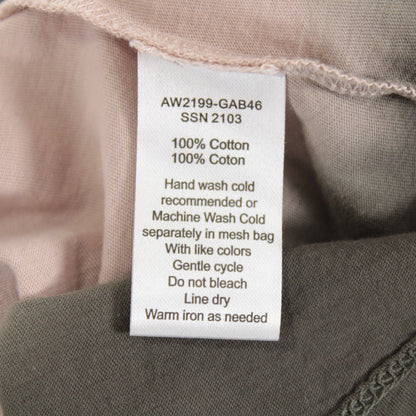 AW2199-GAB46
SSN 2103
100% Cotton
100% Coton
Hand wash cold
recommended or
Machine Wash Cold
separately in mesh bag
With like colors
Gentle cycle
Do not bleach
Line dry
Warm iron as needed